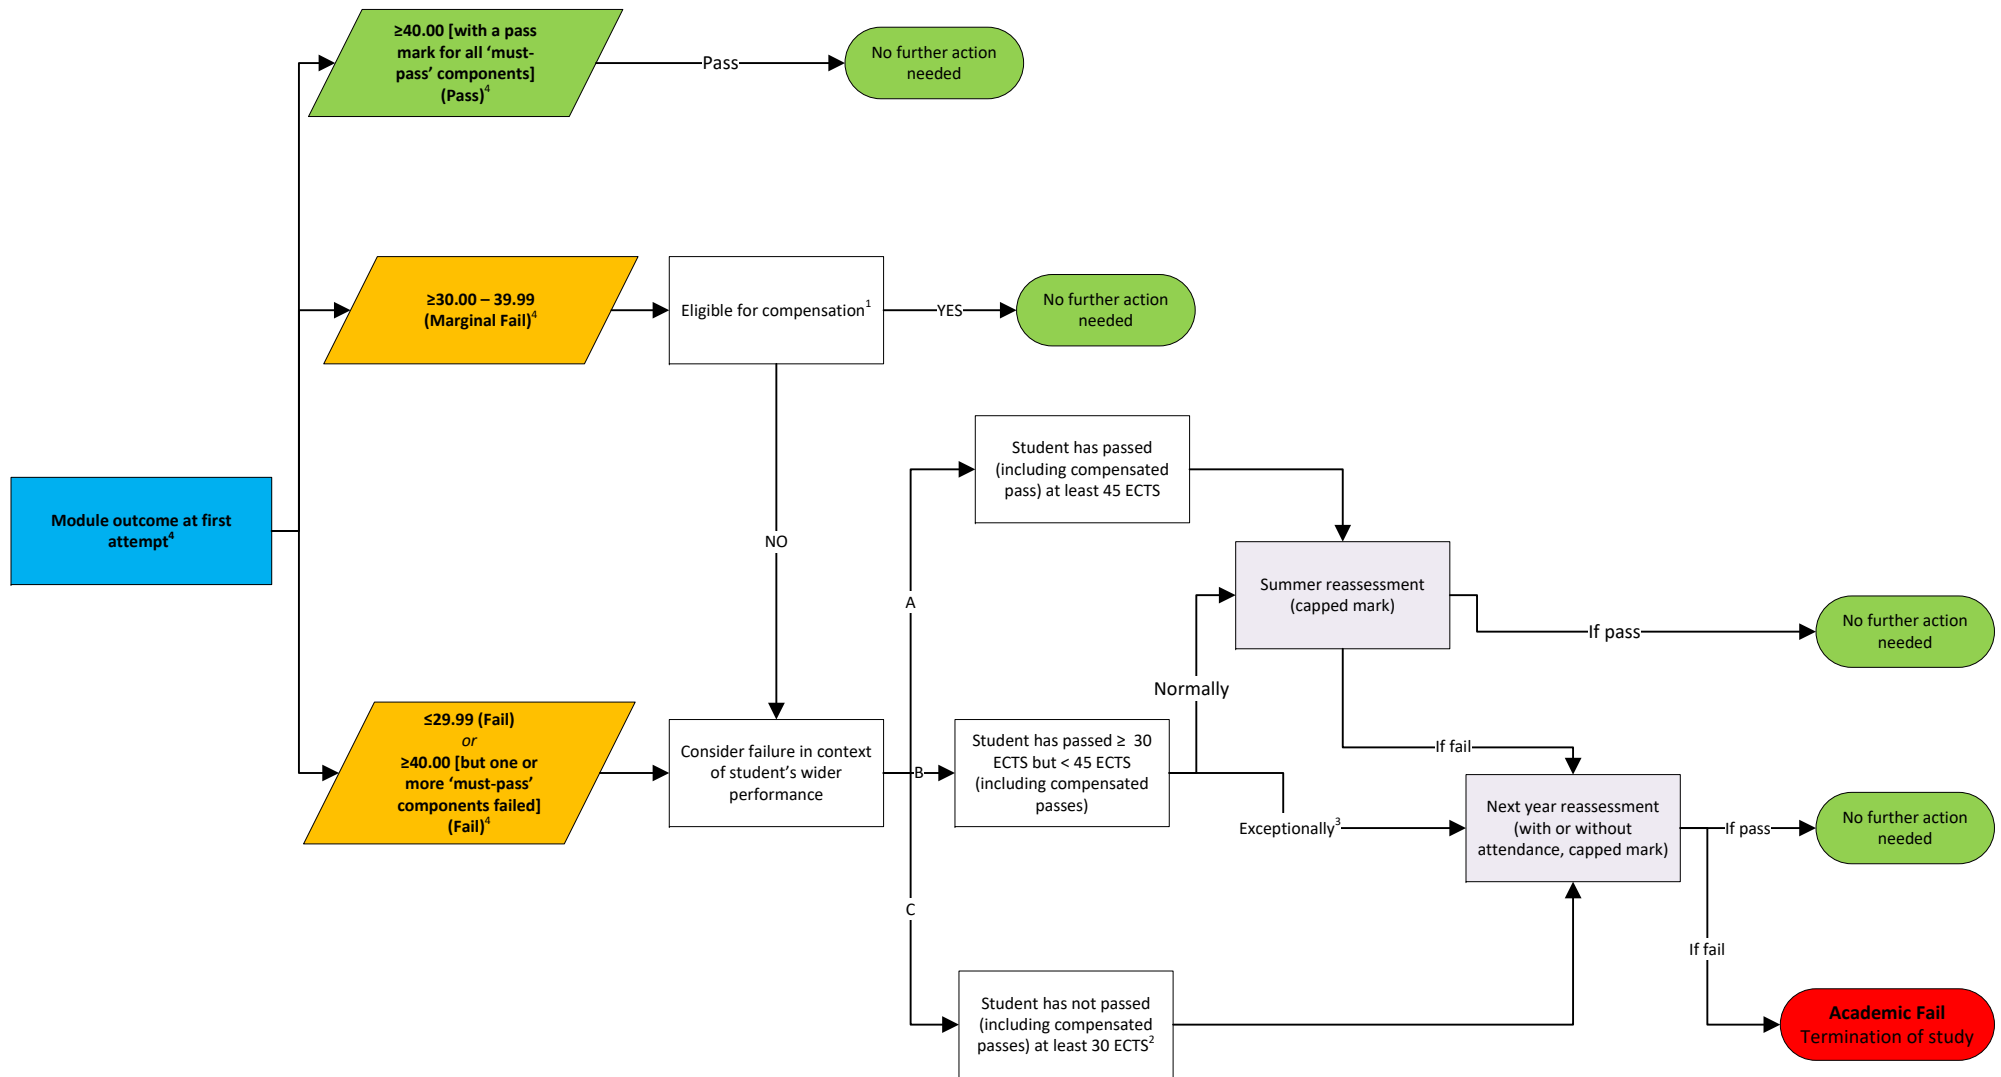 ≥40.00 [with a pass
mark for all ‘must-
pass’ components]
(Pass)⁴
Pass
No further action
needed
≥30.00 – 39.99
(Marginal Fail)⁴
Eligible for compensation¹
YES
No further action
needed
NO
Module outcome at first
attempt⁴
≤29.99 (Fail)
or
≥40.00 [but one or
more ‘must-pass’
components failed]
(Fail)⁴
Consider failure in context
of student’s wider
performance
A
B
C
Student has passed
(including compensated
pass) at least 45 ECTS
Student has passed ≥ 30
ECTS but < 45 ECTS
(including compensated
passes)
Student has not passed
(including compensated
passes) at least 30 ECTS²
Normally
Exceptionally³
Summer reassessment
(capped mark)
If pass
No further action
needed
If fail
Next year reassessment
(with or without
attendance, capped mark)
If pass
No further action
needed
If fail
Academic Fail
Termination of study